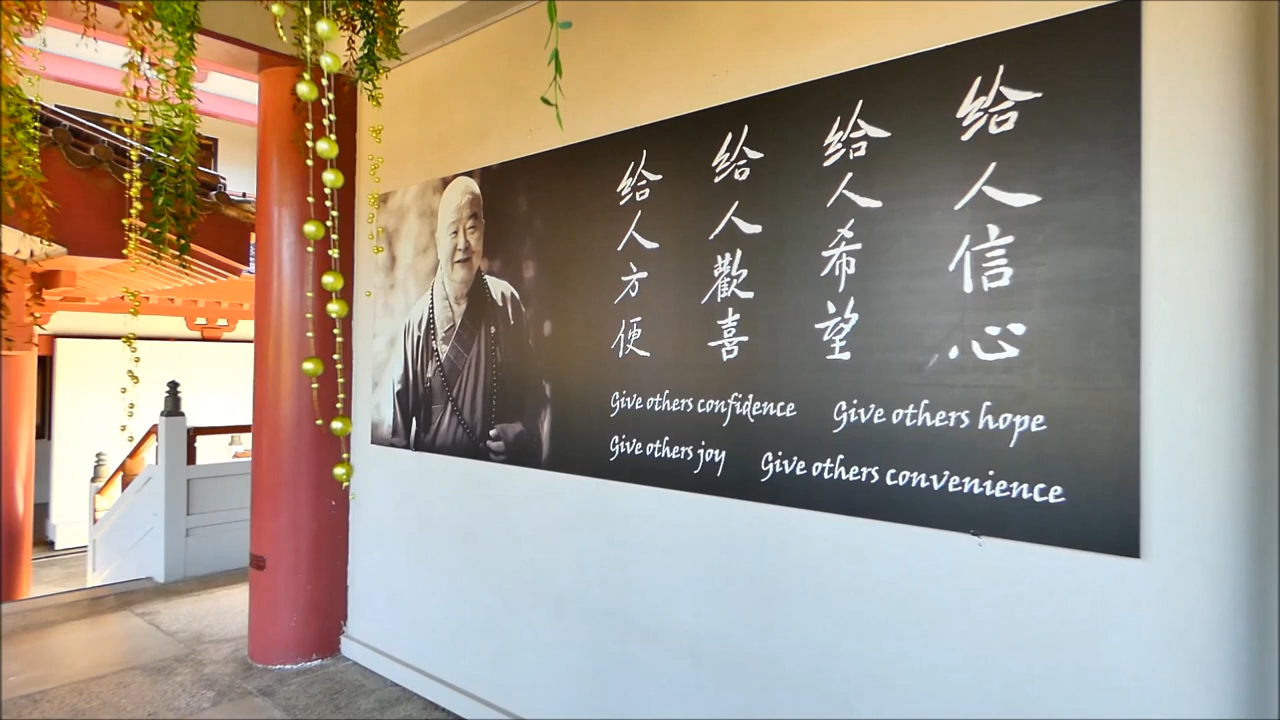 给人信心
给人希望
给人歡喜
给人方便
Give others confidence Give others hope
Give others joy Give others convenience